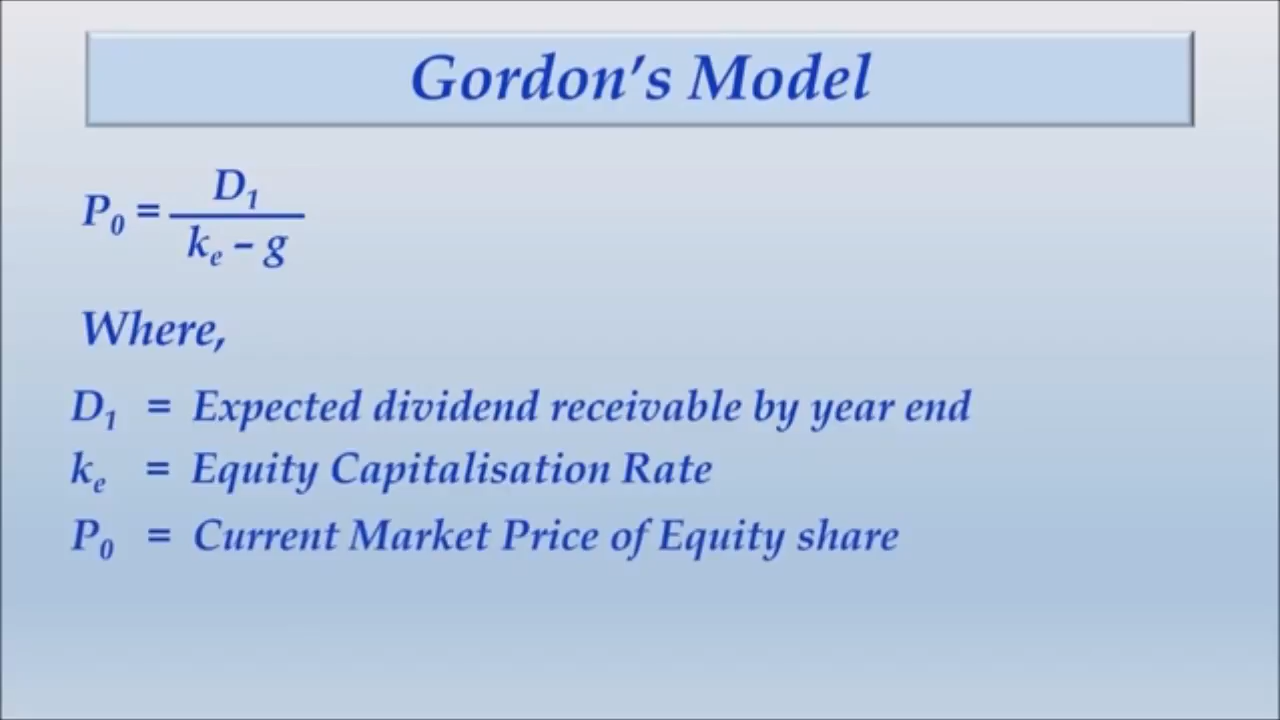 Gordon's Model
P₀ = D₁ / kₑ – g
Where,
D₁ = Expected dividend receivable by year end
kₑ = Equity Capitalisation Rate
P₀ = Current Market Price of Equity share